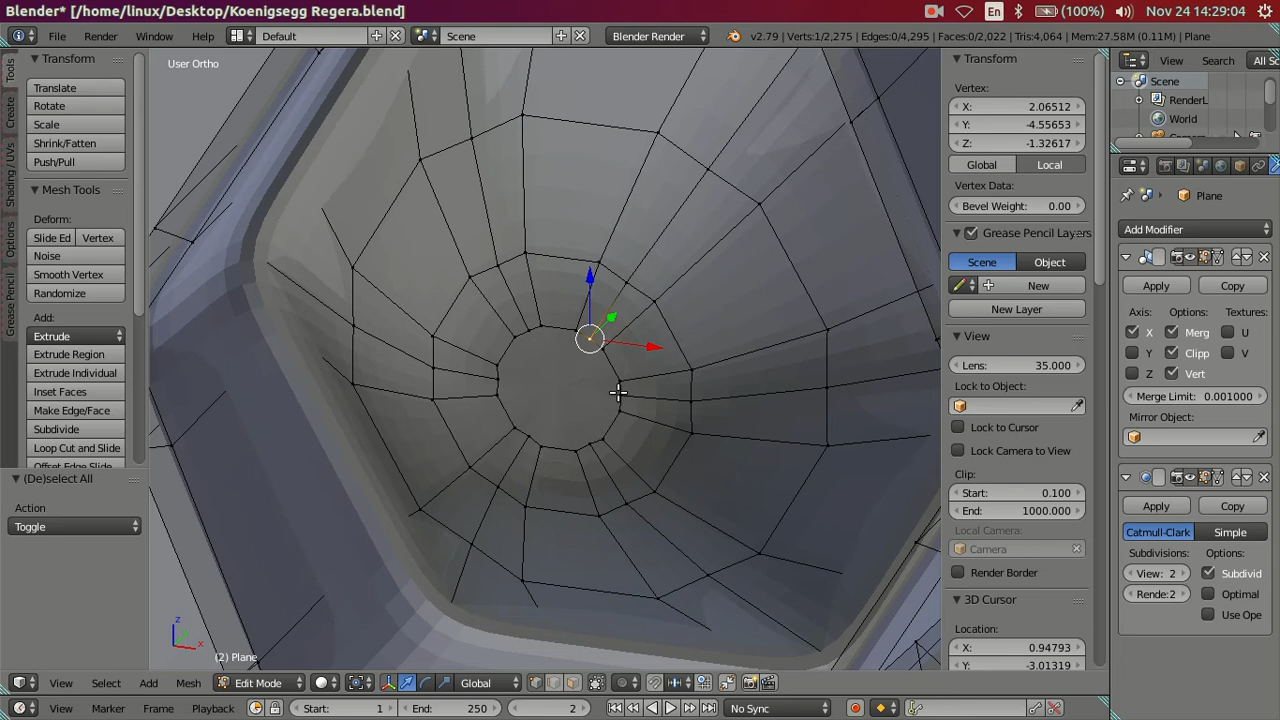 Blender* [/home/linux/Desktop/Koenigsegg Regera.blend]
En
(100%)
Nov 24 14:29:04
File Render Window Help
Default
Scene
Blender Render
v2.79 | Verts:1/2,275 | Edges:0/4,295 | Faces:0/2,022 | Tris:4,064 | Mem:27.58M (0.11M) | Plane
Tools
Create
Shading / UVs
Options
Grease Pencil
Transform
Translate
Rotate
Scale
Shrink/Fatten
Push/Pull
Mesh Tools
Deform:
Slide Ed Vertex
Noise
Smooth Vertex
Randomize
Add:
Extrude
Extrude Region
Extrude Individual
Inset Faces
Make Edge/Face
Subdivide
Loop Cut and Slide
Offset Edge Slide
(De)select All
Action
Toggle
User Ortho
z
y
x
(2) Plane
Transform
Vertex:
X: 2.06512
Y: -4.55653
Z: -1.32617
Global Local
Vertex Data:
Bevel Weight: 0.00
Grease Pencil Layers
Scene Object
New
New Layer
View
Lens: 35.000
Lock to Object:
Lock to Cursor
Lock Camera to View
Clip:
Start: 0.100
End: 1000.000
Local Camera:
Camera
Render Border
3D Cursor
Location:
X: 0.94793
Y: -3.01319
View Search All Sc
Scene
RenderL
World
Plane
Add Modifier
Apply Copy
Axis: Options: Textures:
X Merg U
Y Clipp V
Z Vert
Merge Limit: 0.001000
Mirror Object:
Apply Copy
Catmull-Clark Simple
Subdivisions: Options:
View: 2 Subdivid
Rende:2 Optimal
Use Ope
View Select Add Mesh
Edit Mode
Global
View Marker Frame Playback
Start: 1
End: 250
2
No Sync